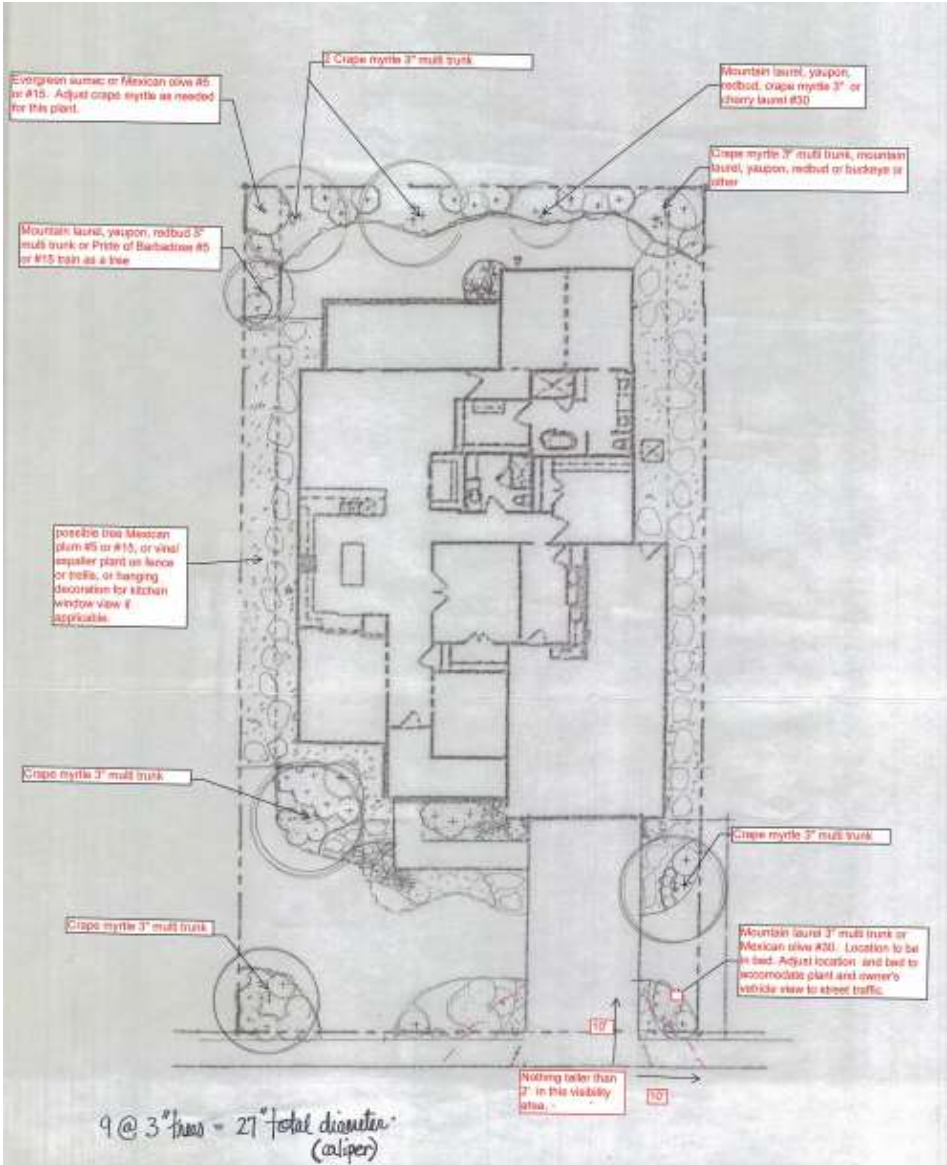 2 Crape myrtle 3" multi trunk
Evergreen sumac or Mexican olive #5
or #15. Adjust crape myrtle as needed
for this plant.
Mountain laurel, yaupon,
redbud, crape myrtle 3" or
cherry laurel #30
Crape myrtle 3" multi trunk, mountain
laurel, yaupon, redbud or buckeye or
other
Mountain laurel, yaupon, redbud 3"
multi trunk or Pride of Barbados #5
or #15 train as a tree
possible tree Mexican
plum #5 or #15, or vine/
espalier plant on fence
or trellis, or hanging
decoration for kitchen
window view if
applicable.
Crape myrtle 3" multi trunk
Crape myrtle 3" multi trunk
Crape myrtle 3" multi trunk
Mountain laurel 3" multi trunk or
Mexican olive #30. Location to be
in bed. Adjust location and bed to
accomodate plant and owner's
vehicle view to street traffic.
10'
Nothing taller than
2' in this visibility
area.
10'
9 @ 3" trees = 27" total diameter
(caliper)